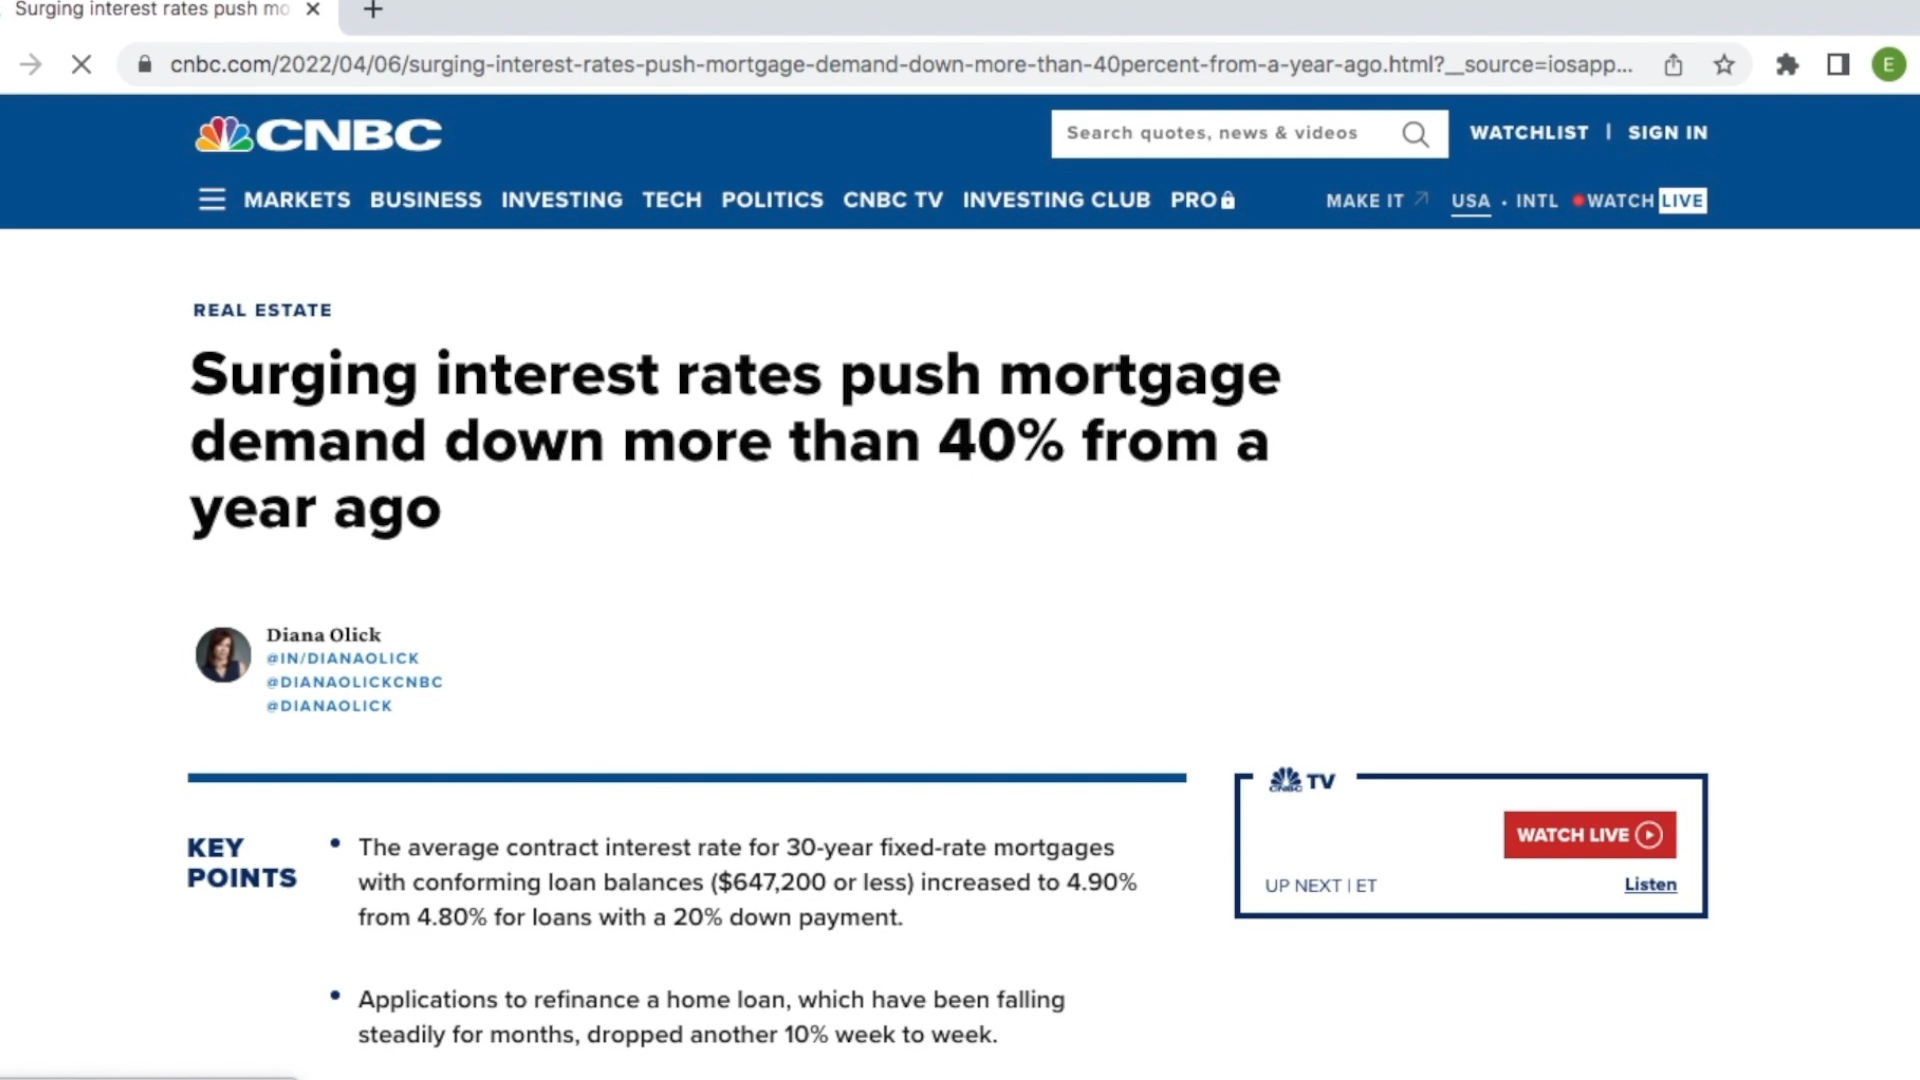 Surging interest rates push mo
cnbc.com/2022/04/06/surging-interest-rates-push-mortgage-demand-down-more-than-40percent-from-a-year-ago.html?__source=iosapp...
E
CNBC
Search quotes, news & videos
WATCHLIST | SIGN IN
MARKETS BUSINESS INVESTING TECH POLITICS CNBC TV INVESTING CLUB PRO
MAKE IT USA • INTL WATCH LIVE
REAL ESTATE
Surging interest rates push mortgage
demand down more than 40% from a
year ago
Diana Olick
@IN/DIANAOLICK
@DIANAOLICKCNBC
@DIANAOLICK
KEY
POINTS
• The average contract interest rate for 30-year fixed-rate mortgages
with conforming loan balances ($647,200 or less) increased to 4.90%
from 4.80% for loans with a 20% down payment.
• Applications to refinance a home loan, which have been falling
steadily for months, dropped another 10% week to week.
CNBC TV
WATCH LIVE
UP NEXT | ET
Listen